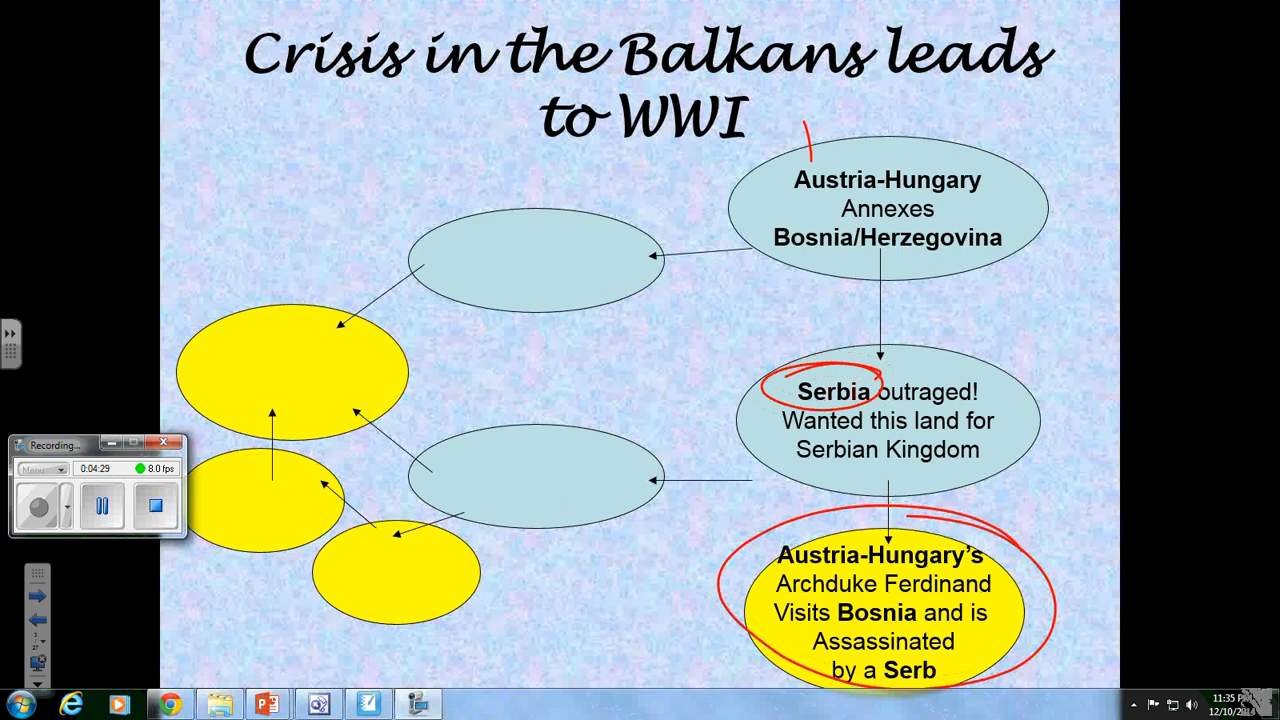 Crisis in the Balkans leads
to WWI
Austria-Hungary
Annexes
Bosnia/Herzegovina
Serbia outraged!
Wanted this land for
Serbian Kingdom
Austria-Hungary's
Archduke Ferdinand
Visits Bosnia and is
Assassinated
by a Serb
Recording...
Menu
0:04:29
8.0 fps